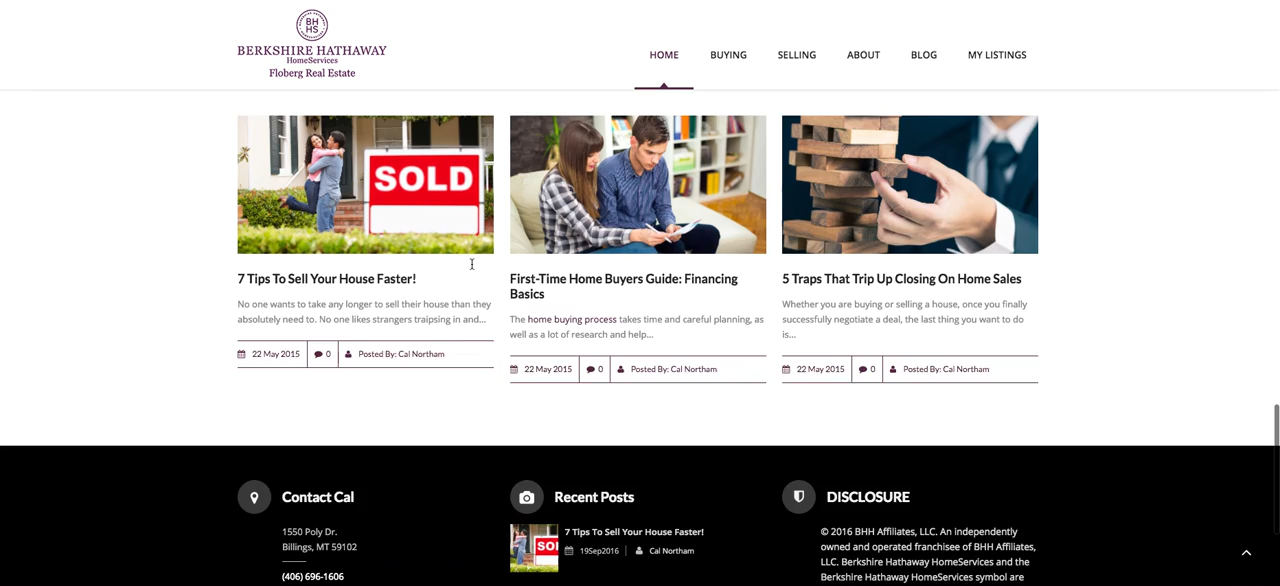 BH
HS
BERKSHIRE HATHAWAY
HomeServices
Floberg Real Estate
HOME
BUYING
SELLING
ABOUT
BLOG
MY LISTINGS
SOLD
7 Tips To Sell Your House Faster!
No one wants to take any longer to sell their house than they
absolutely need to. No one likes strangers traipsing in and...
22 May 2015
0
Posted By: Cal Northam
First-Time Home Buyers Guide: Financing
Basics
The home buying process takes time and careful planning, as
well as a lot of research and help...
22 May 2015
0
Posted By: Cal Northam
5 Traps That Trip Up Closing On Home Sales
Whether you are buying or selling a house, once you finally
successfully negotiate a deal, the last thing you want to do
is...
22 May 2015
0
Posted By: Cal Northam
Contact Cal
1550 Poly Dr.
Billings, MT 59102
(406) 696-1606
Recent Posts
SOL
7 Tips To Sell Your House Faster!
19Sep2016
Cal Northam
DISCLOSURE
© 2016 BHH Affiliates, LLC. An independently
owned and operated franchisee of BHH Affiliates,
LLC. Berkshire Hathaway HomeServices and the
Berkshire Hathaway HomeServices symbol are